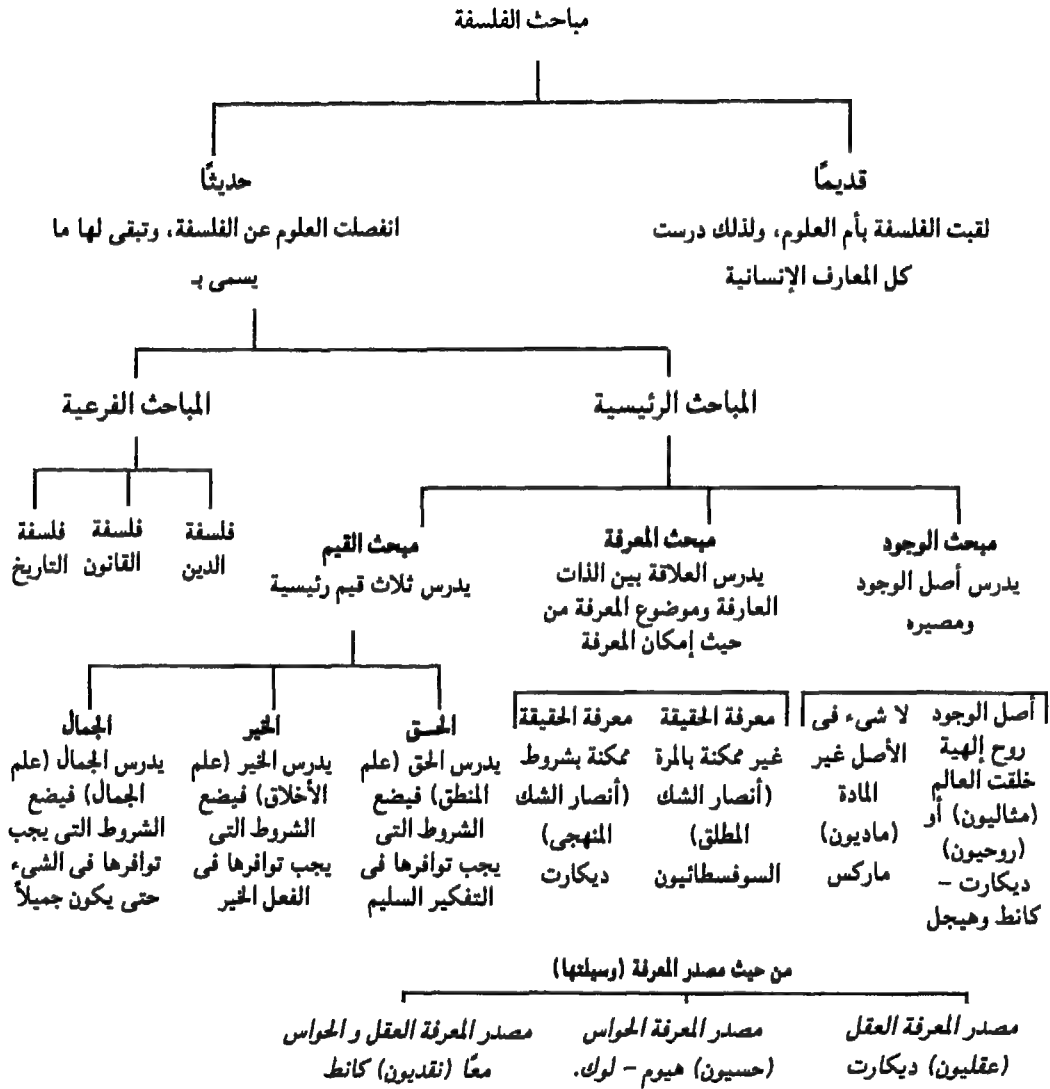 مباحث الفلسفة
قديمًا
لقبت الفلسفة بأم العلوم، ولذلك درست
كل المعارف الإنسانية
حديثًا
انفصلت العلوم عن الفلسفة، وتبقى لها ما
يسمى بـ
المباحث الرئيسية
المباحث الفرعية
مبحث الوجود
يدرس أصل الوجود
ومصيره
مبحث المعرفة
يدرس العلاقة بين الذات
العارفة وموضوع المعرفة من
حيث إمكان المعرفة
مبحث القيم
يدرس ثلاث قيم رئيسية
فلسفة
الدين
فلسفة
القانون
فلسفة
التاريخ
أصل الوجود
روح إلهية
خلقت العالم
(مثاليون) أو
(روحيون)
ديكارت –
كانط وهيجل
لا شىء فى
الأصل غير
المادة
(ماديون)
ماركس
معرفة الحقيقة
غير ممكنة بالمرة
(أنصار الشك
المطلق)
السوفسطائيون
معرفة الحقيقة
ممكنة بشروط
(أنصار الشك
المنهجى)
ديكارت
الحسق
يدرس الحق (علم
المنطق) فيضع
الشروط التى
يجب توافرها فى
التفكير السليم
الخير
يدرس الخير (علم
الأخلاق) فيضع
الشروط التى
يجب توافرها فى
الفعل الخير
الجمال
يدرس الجمال (علم
الجمال) فيضع
الشروط التى يجب
توافرها فى الشىء
حتى يكون جميلاً
من حيث مصدر المعرفة (وسيلتها)
مصدر المعرفة العقل
(عقليون) ديكارت
مصدر المعرفة الحواس
(حسيون) هيوم – لوك.
مصدر المعرفة العقل و الحواس
معًا (نقديون) كانط